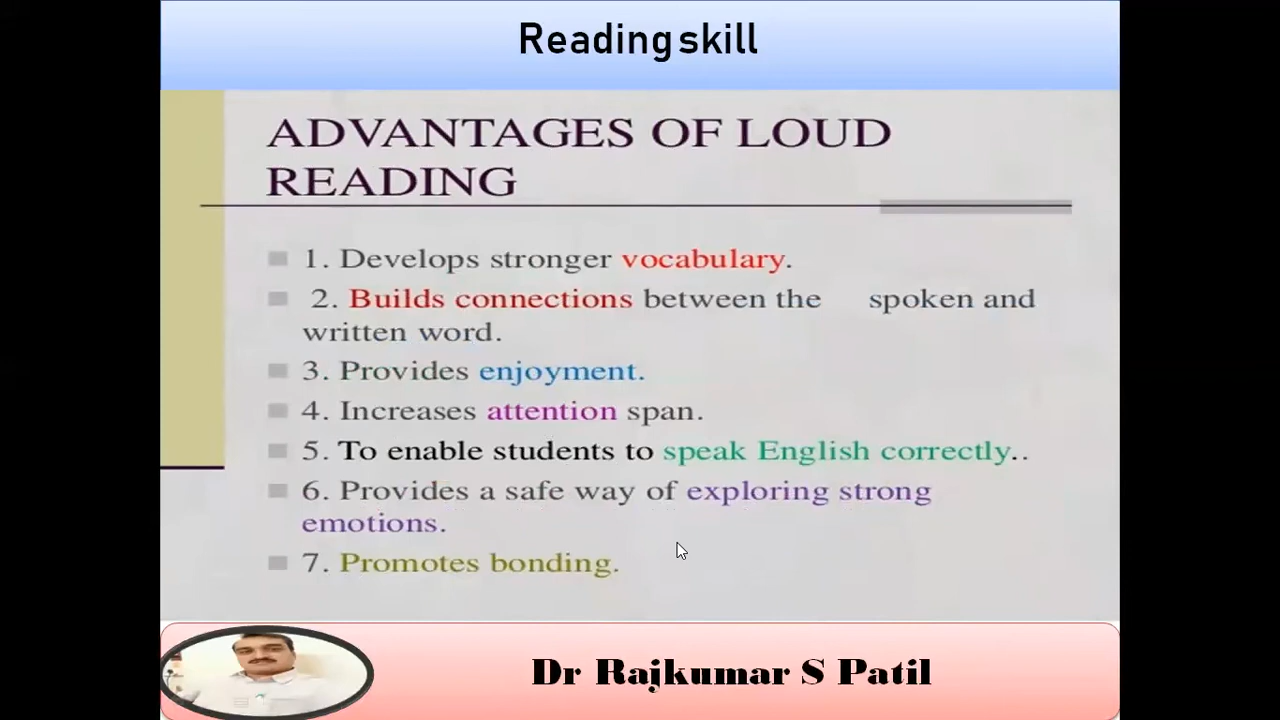 Reading skill
ADVANTAGES OF LOUD
READING
1. Develops stronger vocabulary.
2. Builds connections between the spoken and
written word.
3. Provides enjoyment.
4. Increases attention span.
5. To enable students to speak English correctly..
6. Provides a safe way of exploring strong
emotions.
7. Promotes bonding.
Dr Rajkumar S Patil